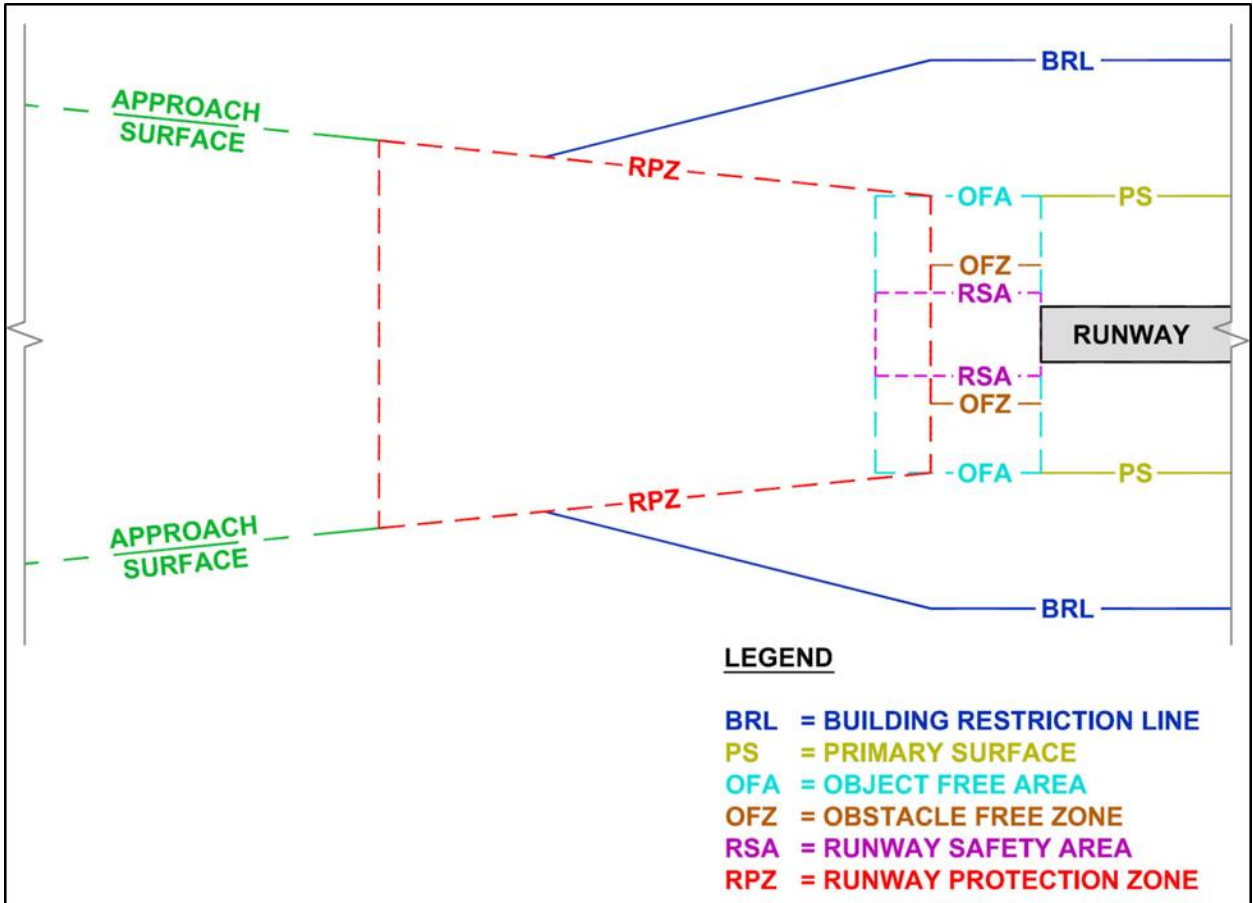 BRL
APPROACH
SURFACE
RPZ
OFA
PS
OFZ
RSA
RUNWAY
RSA
OFZ
OFA
PS
RPZ
APPROACH
SURFACE
BRL
LEGEND
BRL = BUILDING RESTRICTION LINE
PS = PRIMARY SURFACE
OFA = OBJECT FREE AREA
OFZ = OBSTACLE FREE ZONE
RSA = RUNWAY SAFETY AREA
RPZ = RUNWAY PROTECTION ZONE